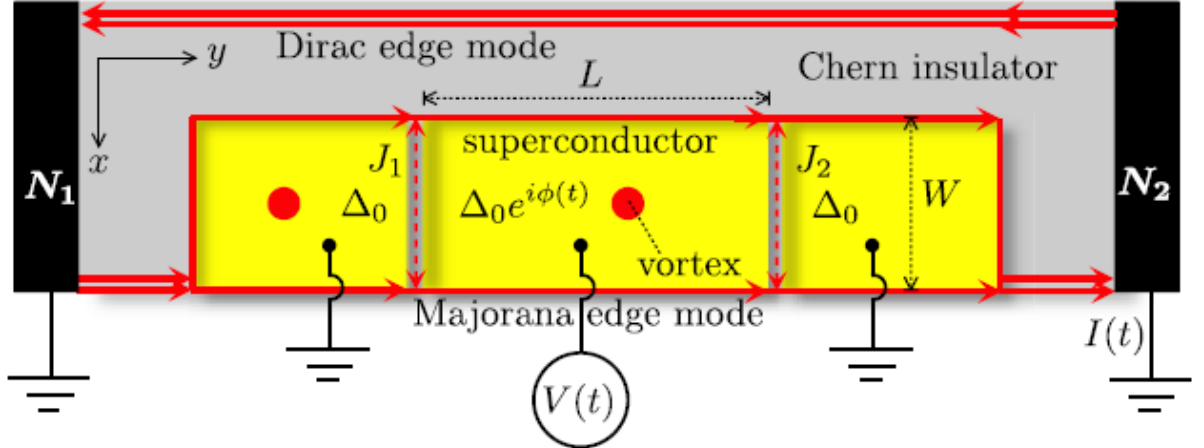 Dirac edge mode
y
L
Chern insulator
x
superconductor
J₁
J₂
N₁
Δ₀
Δ₀e^{iϕ(t)}
Δ₀
W
N₂
vortex
Majorana edge mode
I(t)
V(t)